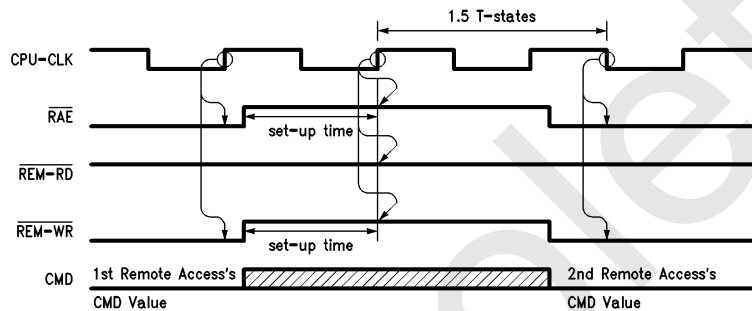 1.5 T-states
CPU-CLK
RAE
set-up time
REM-RD
REM-WR
set-up time
CMD
1st Remote Access's
CMD Value
2nd Remote Access's
CMD Value